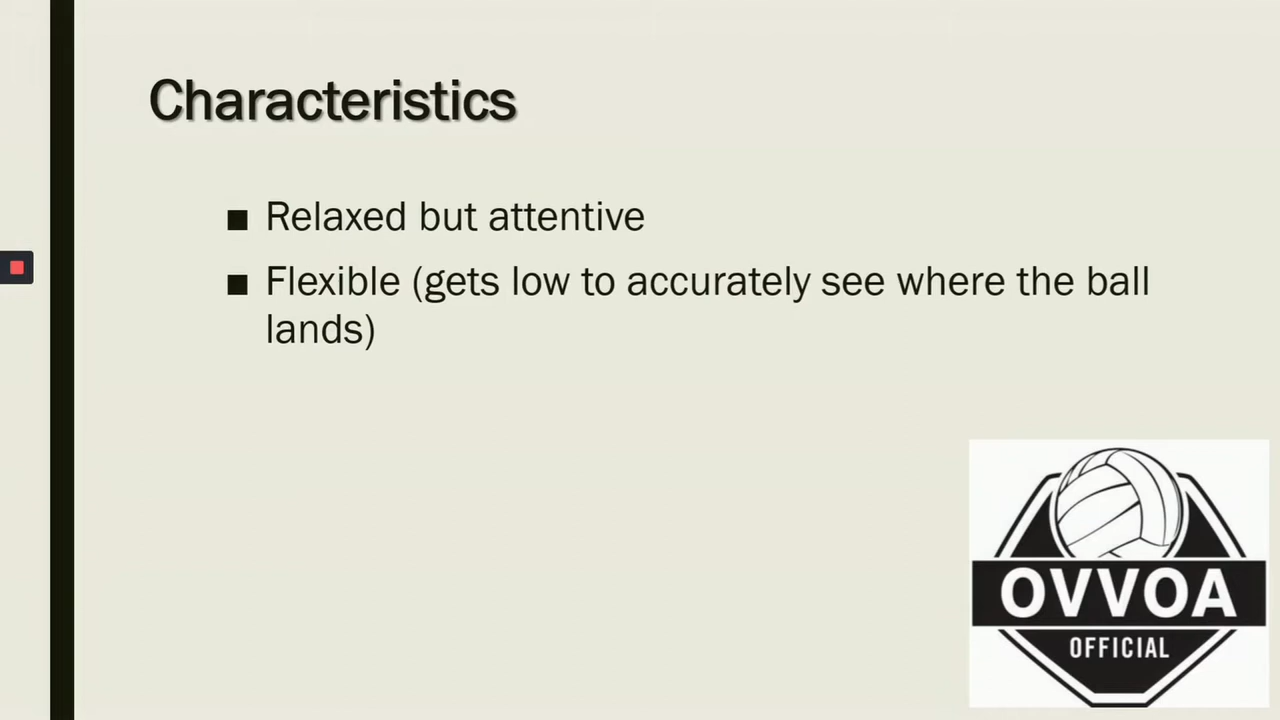 Characteristics
■ Relaxed but attentive
■ Flexible (gets low to accurately see where the ball
lands)
OVVOA
OFFICIAL